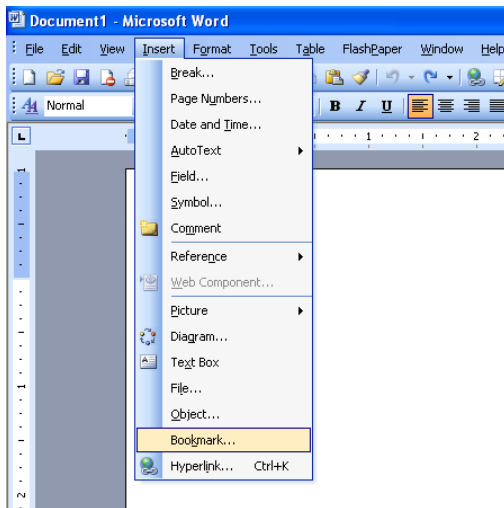 Document1 - Microsoft Word
File Edit View Insert Format Tools Table FlashPaper Window Help
Normal B I U
L 1 2
Break...
Page Numbers...
Date and Time...
AutoText
Field...
Symbol...
Comment
Reference
Web Component...
Picture
Diagram...
Text Box
File...
Object...
Bookmark...
Hyperlink... Ctrl+K
1
1
2